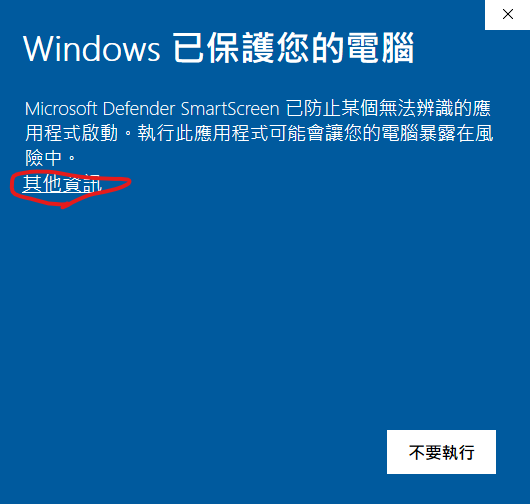 Windows 已保護您的電腦
Microsoft Defender SmartScreen 已防止某個無法辨識的應
用程式啟動。執行此應用程式可能會讓您的電腦暴露在風
險中。
其他資訊
不要執行